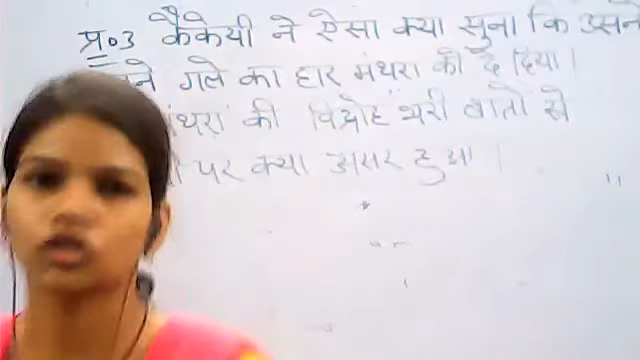 प्र०3 कैकेयी ने ऐसा क्या सुना कि उसने
गले का हार मंथरा को दे दिया।
मंथरा की विद्रोह भरी बातों से
पर क्या असर हुआ।